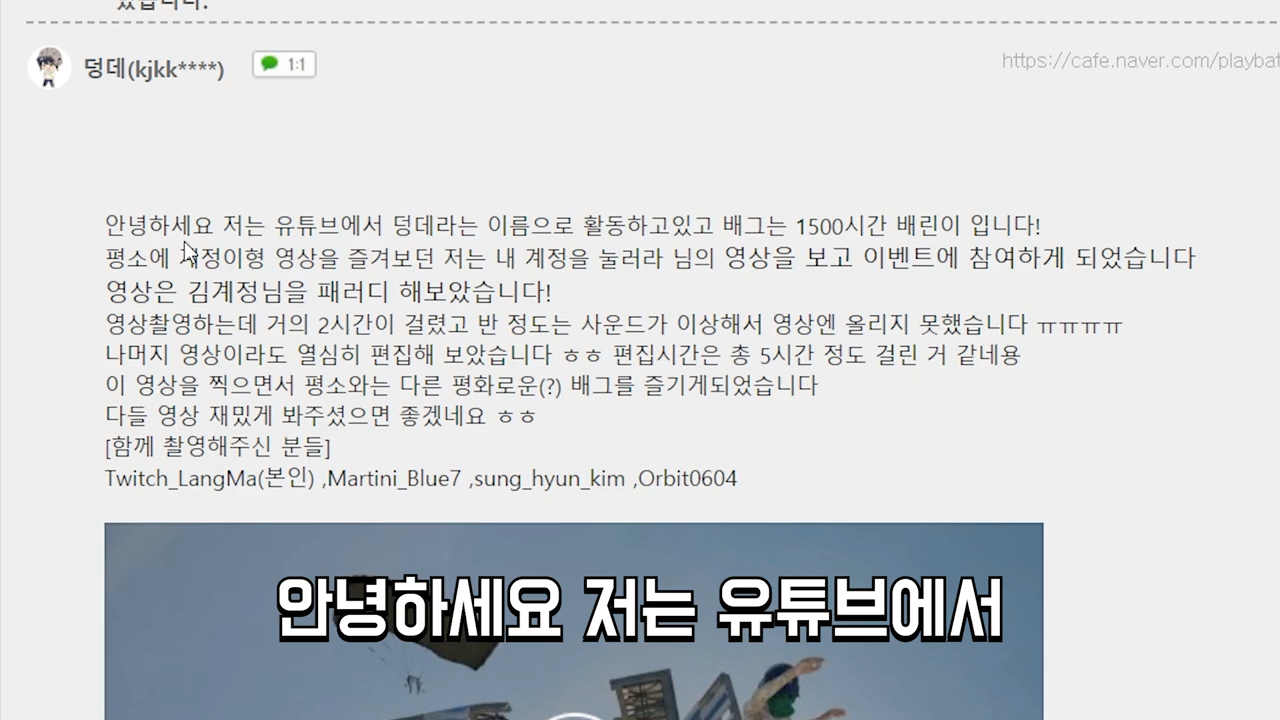 있습니다.
덩데(kjkk****) 1:1
https://cafe.naver.com/playbat
안녕하세요 저는 유튜브에서 덩데라는 이름으로 활동하고있고 배그는 1500시간 배린이 입니다!
평소에 계정이형 영상을 즐겨보던 저는 내 계정을 눌러라 님의 영상을 보고 이벤트에 참여하게 되었습니다
영상은 김계정님을 패러디 해보았습니다!
영상촬영하는데 거의 2시간이 걸렸고 반 정도는 사운드가 이상해서 영상엔 올리지 못했습니다 ㅠㅠㅠㅠ
나머지 영상이라도 열심히 편집해 보았습니다 ㅎㅎ 편집시간은 총 5시간 정도 걸린 거 같네용
이 영상을 찍으면서 평소와는 다른 평화로운(?) 배그를 즐기게되었습니다
다들 영상 재밌게 봐주셨으면 좋겠네요 ㅎㅎ
[함께 촬영해주신 분들]
Twitch_LangMa(본인) ,Martini_Blue7 ,sung_hyun_kim ,Orbit0604
안녕하세요 저는 유튜브에서